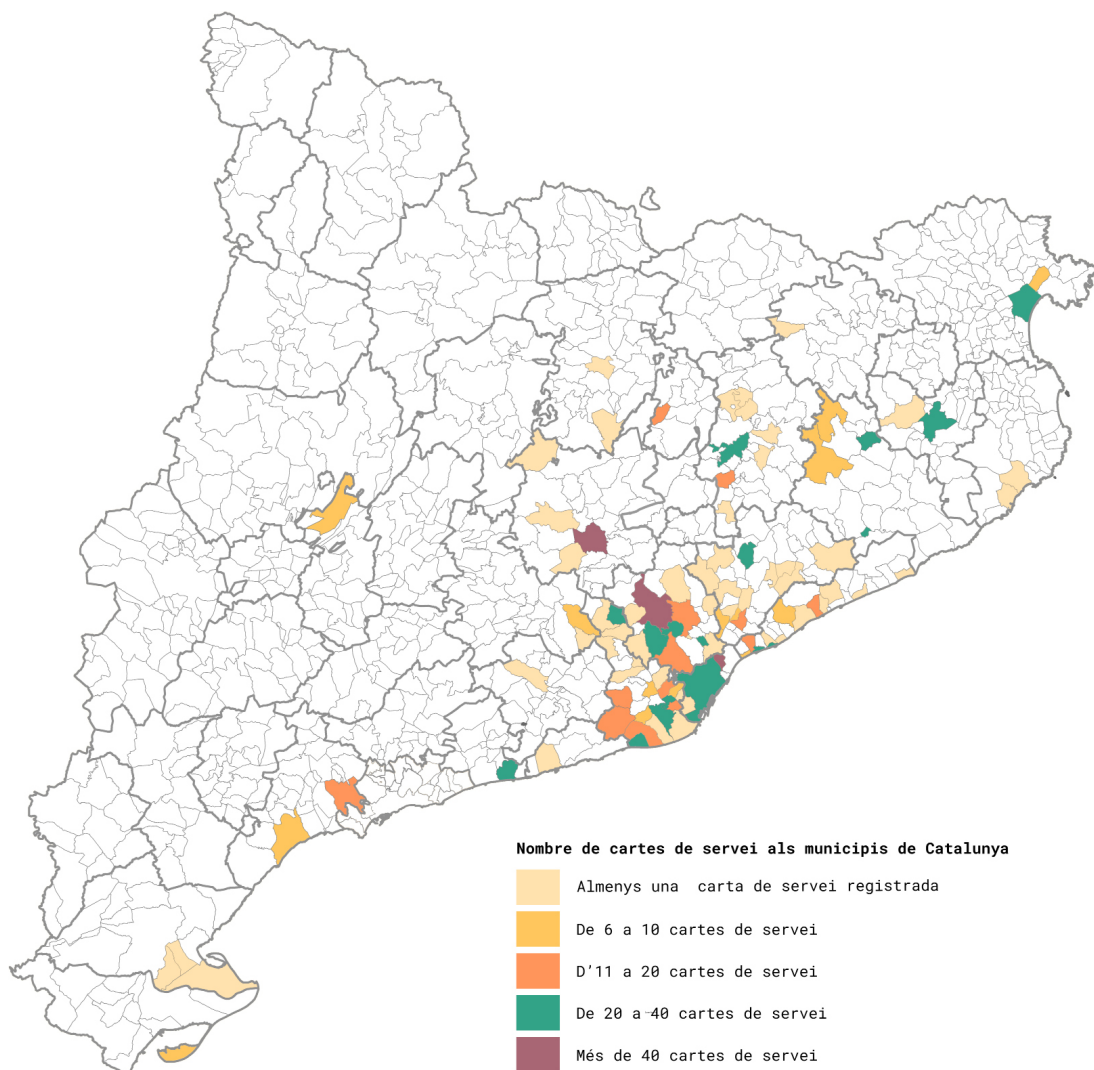 Nombre de cartes de servei als municipis de Catalunya
Almenys una carta de servei registrada
De 6 a 10 cartes de servei
D'11 a 20 cartes de servei
De 20 a 40 cartes de servei
Més de 40 cartes de servei